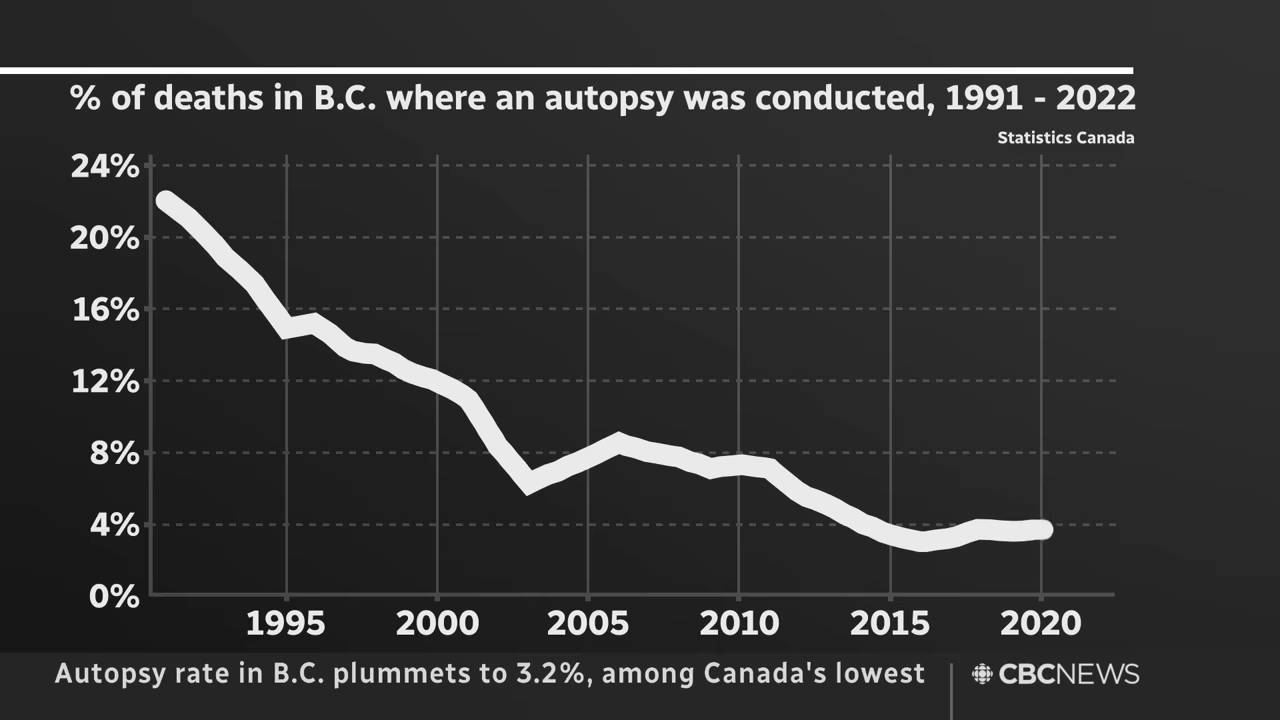 % of deaths in B.C. where an autopsy was conducted, 1991 - 2022
Statistics Canada
24%
20%
16%
12%
8%
4%
0%
1995 2000 2005 2010 2015 2020
Autopsy rate in B.C. plummets to 3.2%, among Canada's lowest
CBCNEWS